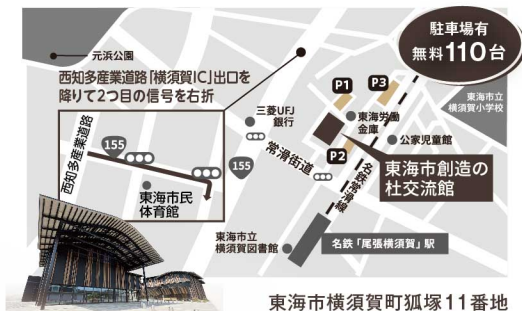 駐車場有
無料110台
元浜公園
西知多産業道路「横須賀IC」出口を
降りて2つ目の信号を右折
P1
P3
東海市立
横須賀小学校
三菱UFJ
銀行
東海労働
金庫
公家児童館
西知多産業道路
155
155
常滑街道
P2
名鉄常滑線
東海市創造の
杜交流館
東海市民
体育館
東海市立
横須賀図書館
名鉄「尾張横須賀」駅
東海市横須賀町狐塚11番地